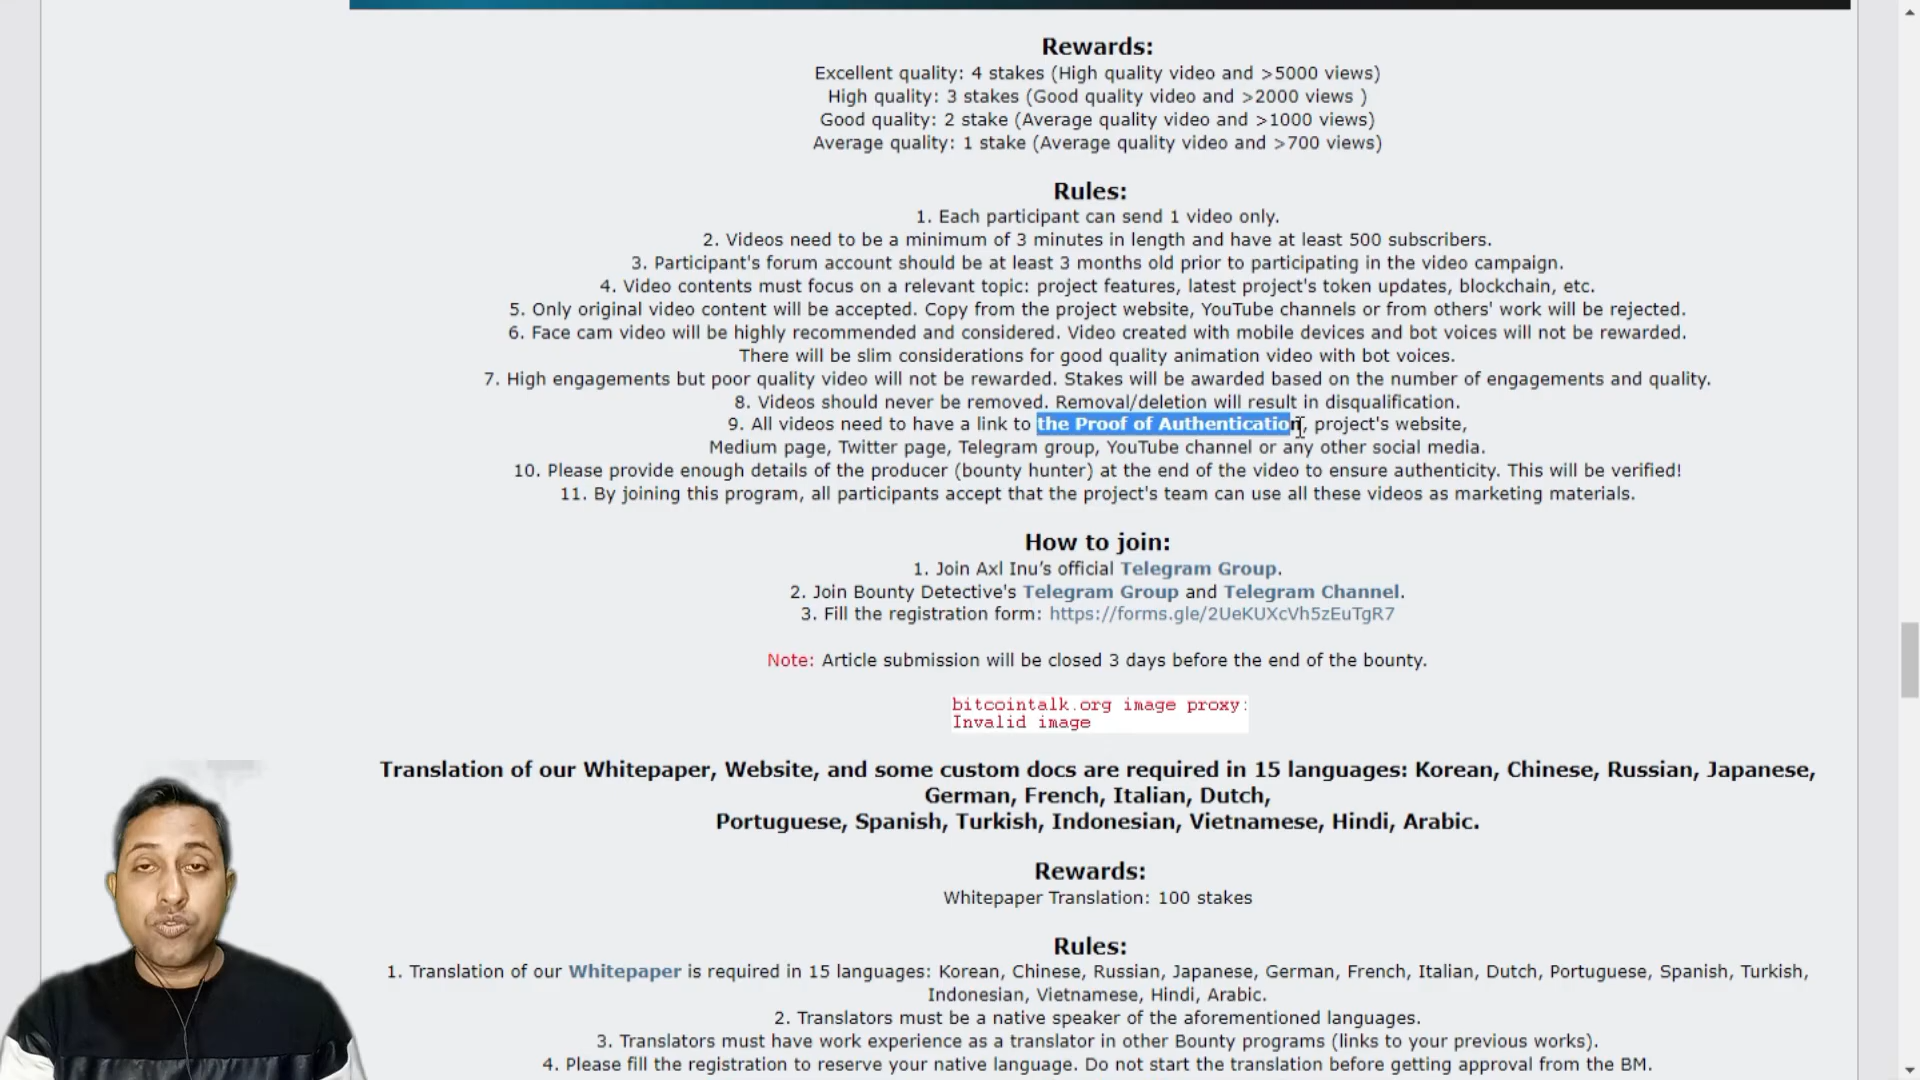 Rewards:
Excellent quality: 4 stakes (High quality video and >5000 views)
High quality: 3 stakes (Good quality video and >2000 views )
Good quality: 2 stake (Average quality video and >1000 views)
Average quality: 1 stake (Average quality video and >700 views)
Rules:
1. Each participant can send 1 video only.
2. Videos need to be a minimum of 3 minutes in length and have at least 500 subscribers.
3. Participant's forum account should be at least 3 months old prior to participating in the video campaign.
4. Video contents must focus on a relevant topic: project features, latest project's token updates, blockchain, etc.
5. Only original video content will be accepted. Copy from the project website, YouTube channels or from others' work will be rejected.
6. Face cam video will be highly recommended and considered. Video created with mobile devices and bot voices will not be rewarded.
There will be slim considerations for good quality animation video with bot voices.
7. High engagements but poor quality video will not be rewarded. Stakes will be awarded based on the number of engagements and quality.
8. Videos should never be removed. Removal/deletion will result in disqualification.
9. All videos need to have a link to the Proof of Authentication, project's website,
Medium page, Twitter page, Telegram group, YouTube channel or any other social media.
10. Please provide enough details of the producer (bounty hunter) at the end of the video to ensure authenticity. This will be verified!
11. By joining this program, all participants accept that the project's team can use all these videos as marketing materials.
How to join:
1. Join Axl Inu’s official Telegram Group.
2. Join Bounty Detective's Telegram Group and Telegram Channel.
3. Fill the registration form: https://forms.gle/2UeKUXcVh5zEuTgR7
Note: Article submission will be closed 3 days before the end of the bounty.
bitcointalk.org image proxy:
Invalid image
Translation of our Whitepaper, Website, and some custom docs are required in 15 languages: Korean, Chinese, Russian, Japanese,
German, French, Italian, Dutch,
Portuguese, Spanish, Turkish, Indonesian, Vietnamese, Hindi, Arabic.
Rewards:
Whitepaper Translation: 100 stakes
Rules:
1. Translation of our Whitepaper is required in 15 languages: Korean, Chinese, Russian, Japanese, German, French, Italian, Dutch, Portuguese, Spanish, Turkish,
Indonesian, Vietnamese, Hindi, Arabic.
2. Translators must be a native speaker of the aforementioned languages.
3. Translators must have work experience as a translator in other Bounty programs (links to your previous works).
4. Please fill the registration to reserve your native language. Do not start the translation before getting approval from the BM.